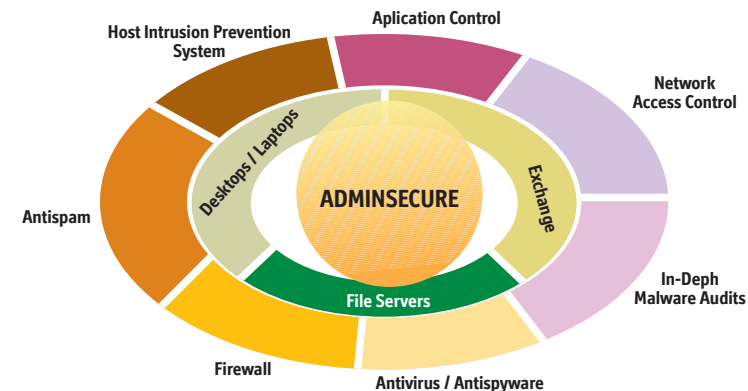 Aplication Control
Host Intrusion Prevention
System
Network
Access Control
Desktops / Laptops
Exchange
ADMINSECURE
Antispam
In-Deph
Malware Audits
File Servers
Firewall
Antivirus / Antispyware